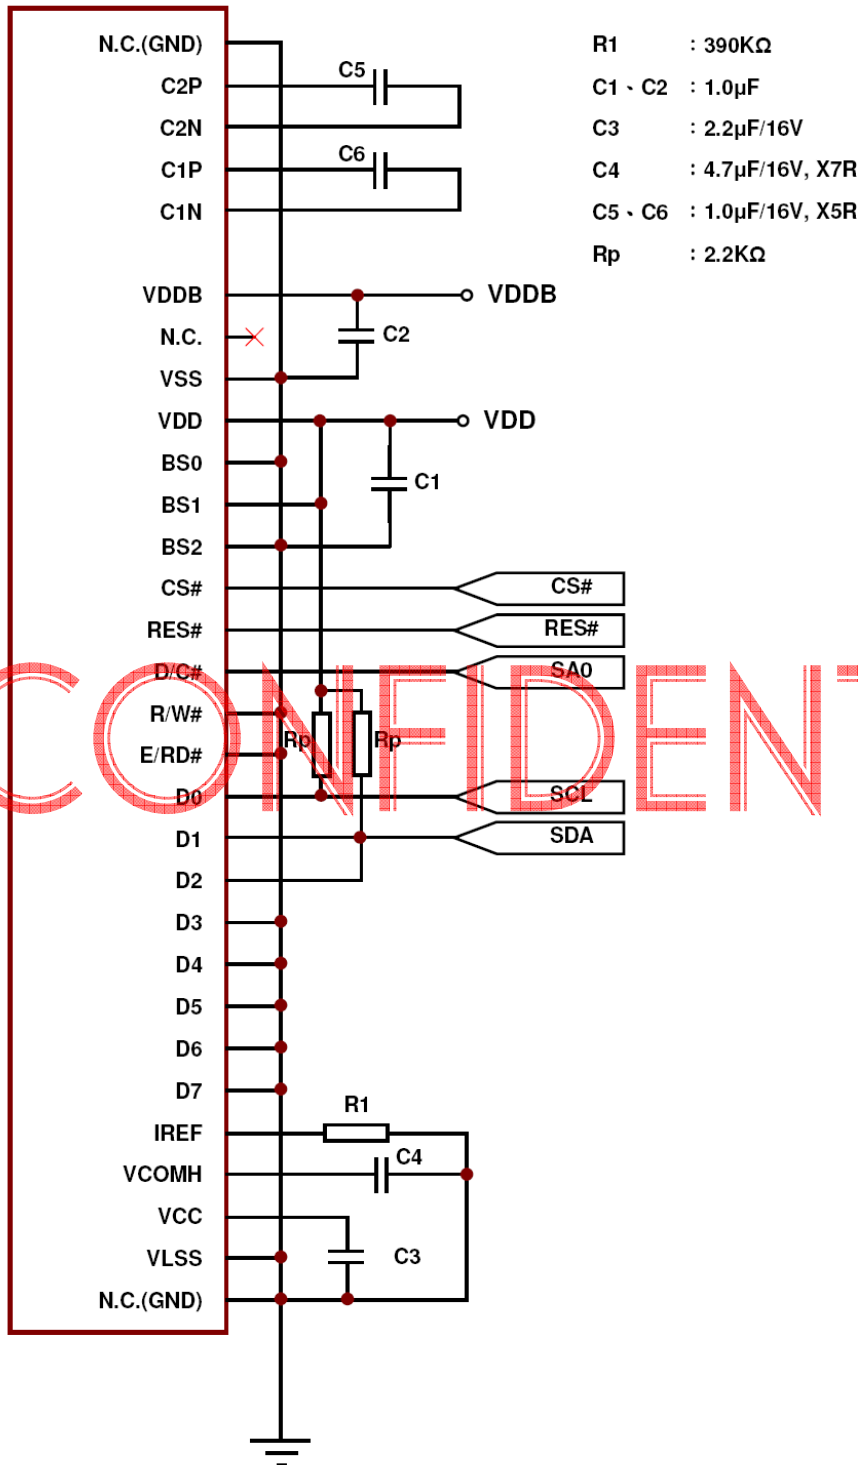 N.C.(GND)
C2P
C2N
C1P
C1N
VDDB
N.C.
VSS
VDD
BS0
BS1
BS2
CS#
RES#
D/C#
R/W#
E/RD#
D0
D1
D2
D3
D4
D5
D6
D7
IREF
VCOMH
VCC
VLSS
N.C.(GND)
C5
C6
VDDB
C2
VDD
C1
CS#
RES#
SA0
Rp
Rp
SCL
SDA
R1
C4
C3
R1 : 390KΩ
C1、C2 : 1.0μF
C3 : 2.2μF/16V
C4 : 4.7μF/16V, X7R
C5、C6 : 1.0μF/16V, X5R
Rp : 2.2KΩ
CONFIDENT